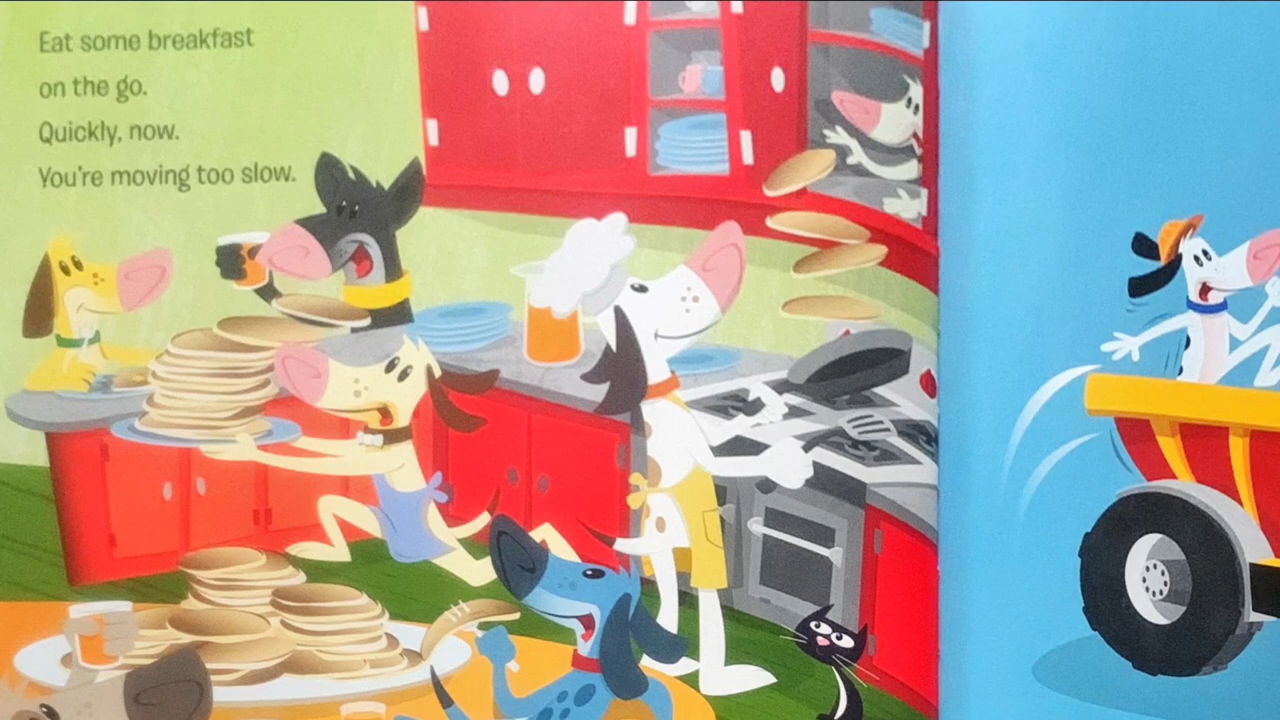 Eat some breakfast
on the go.
Quickly, now.
You're moving too slow.